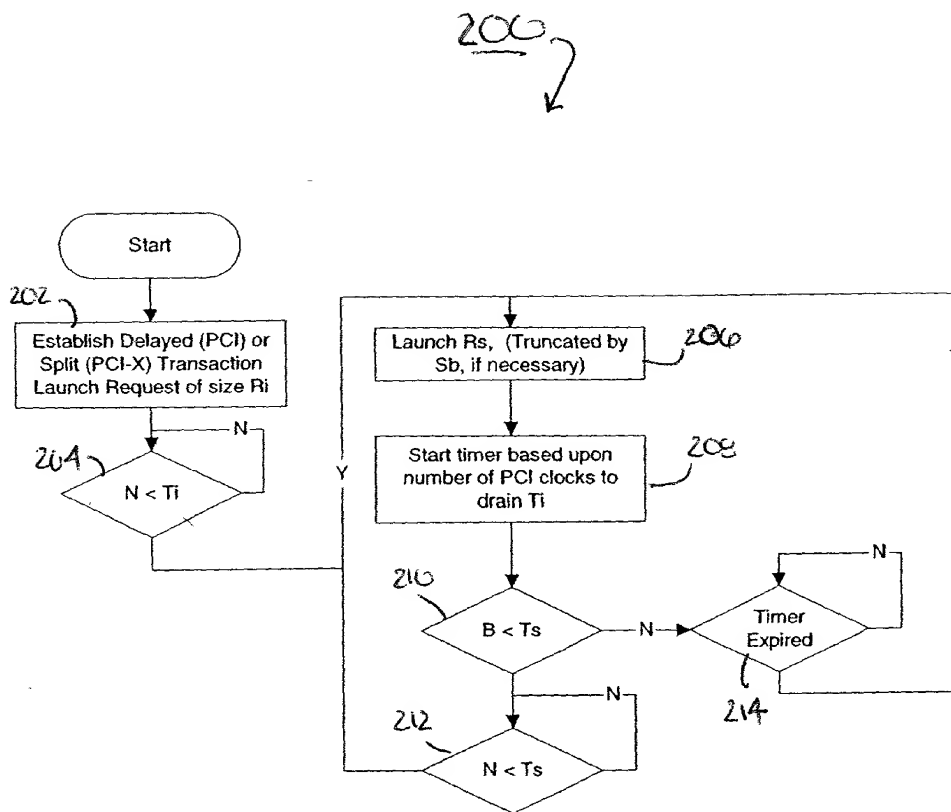 200
Start
202
Establish Delayed (PCI) or
Split (PCI-X) Transaction
Launch Request of size Ri
N
204
N < Ti
Y
Launch Rs, (Truncated by
Sb, if necessary)
206
Start timer based upon
number of PCI clocks to
drain Ti
208
210
B < Ts
N
N
Timer
Expired
214
N
212
N < Ts